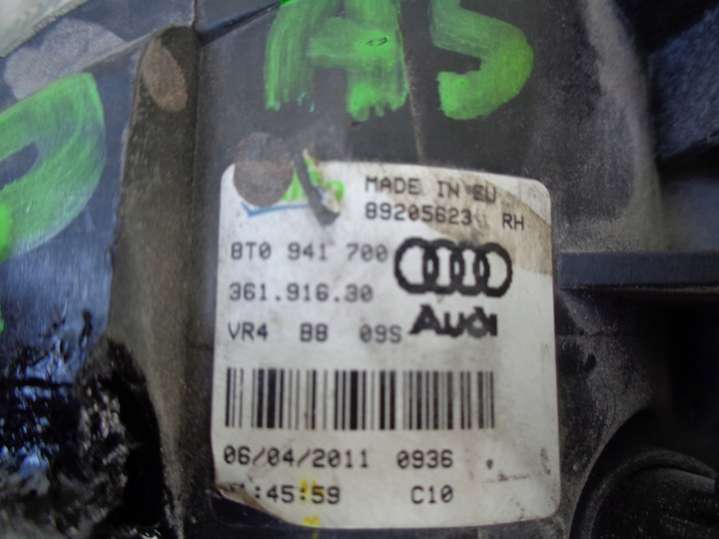 A5
MADE IN EU
89205623 RH
8T0 941 700
361.916.30
VR4 B8 09S
Audi
06/04/2011 0936
:45:59 C10